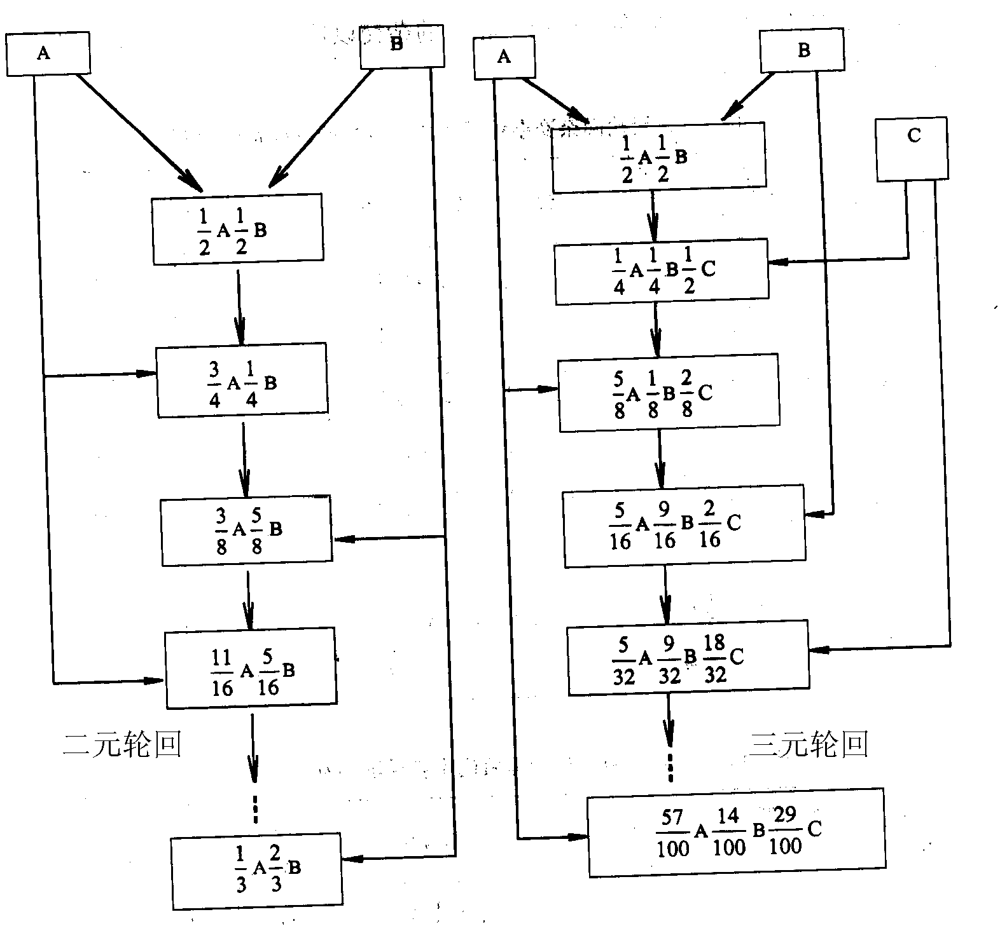 A
B
1/2 A 1/2 B
3/4 A 1/4 B
3/8 A 5/8 B
11/16 A 5/16 B
二元轮回
1/3 A 2/3 B
A
B
C
1/2 A 1/2 B
1/4 A 1/4 B 1/2 C
5/8 A 1/8 B 2/8 C
5/16 A 9/16 B 2/16 C
5/32 A 9/32 B 18/32 C
三元轮回
57/100 A 14/100 B 29/100 C